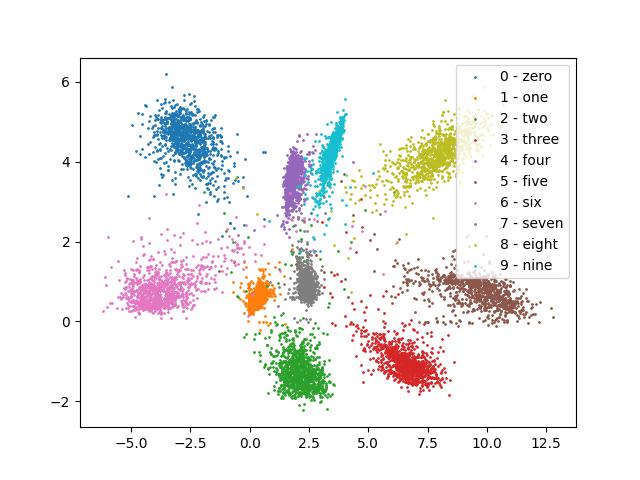 6
4
2
0
−2
−5.0
−2.5
0.0
2.5
5.0
7.5
10.0
12.5
0 - zero
1 - one
2 - two
3 - three
4 - four
5 - five
6 - six
7 - seven
8 - eight
9 - nine